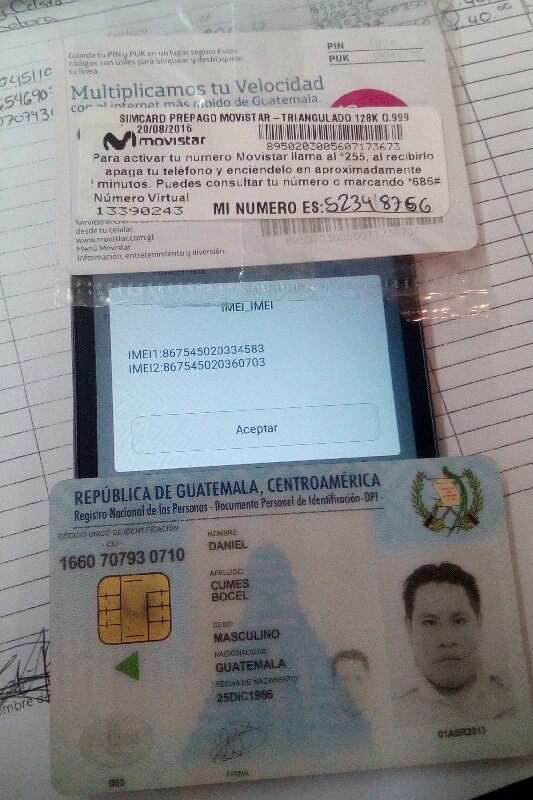 Guarda tu PIN y PUK en un lugar seguro. Estos
códigos son útiles para bloquear y desbloquear
tu línea.
PIN
PUK
Multiplicamos tu Velocidad
con el internet más rápido de Guatemala.
SIMCARD PREPAGO MOVISTAR - TRIANGULADO 128K 0.999
20/08/2016
movistar
8950203005607173673
Para activar tu número Movistar llama al *255, al recibirlo
apaga tu teléfono y enciéndelo en aproximadamente
minutos. Puedes consultar tu número o marcando *686#
Número Virtual
13390243
MI NUMERO ES: 52348766
desde tu celular.
www.movistar.com.gt
Menú Movistar
Información, entretenimiento y diversión.
IMEI_IMEI
IMEI1:867545020334583
IMEI2:867545020360703
Aceptar
REPÚBLICA DE GUATEMALA, CENTROAMÉRICA
Registro Nacional de las Personas - Documento Personal de Identificación -DPI-
CÓDIGO ÚNICO DE IDENTIFICACIÓN
-CUI-
1660 70793 0710
NOMBRE:
DANIEL
APELLIDO:
CUMES
BOCEL
SEXO:
MASCULINO
NACIONALIDAD:
GUATEMALA
FECHA DE NACIMIENTO:
25DIC1986
01ABR2013
003
FIRMA